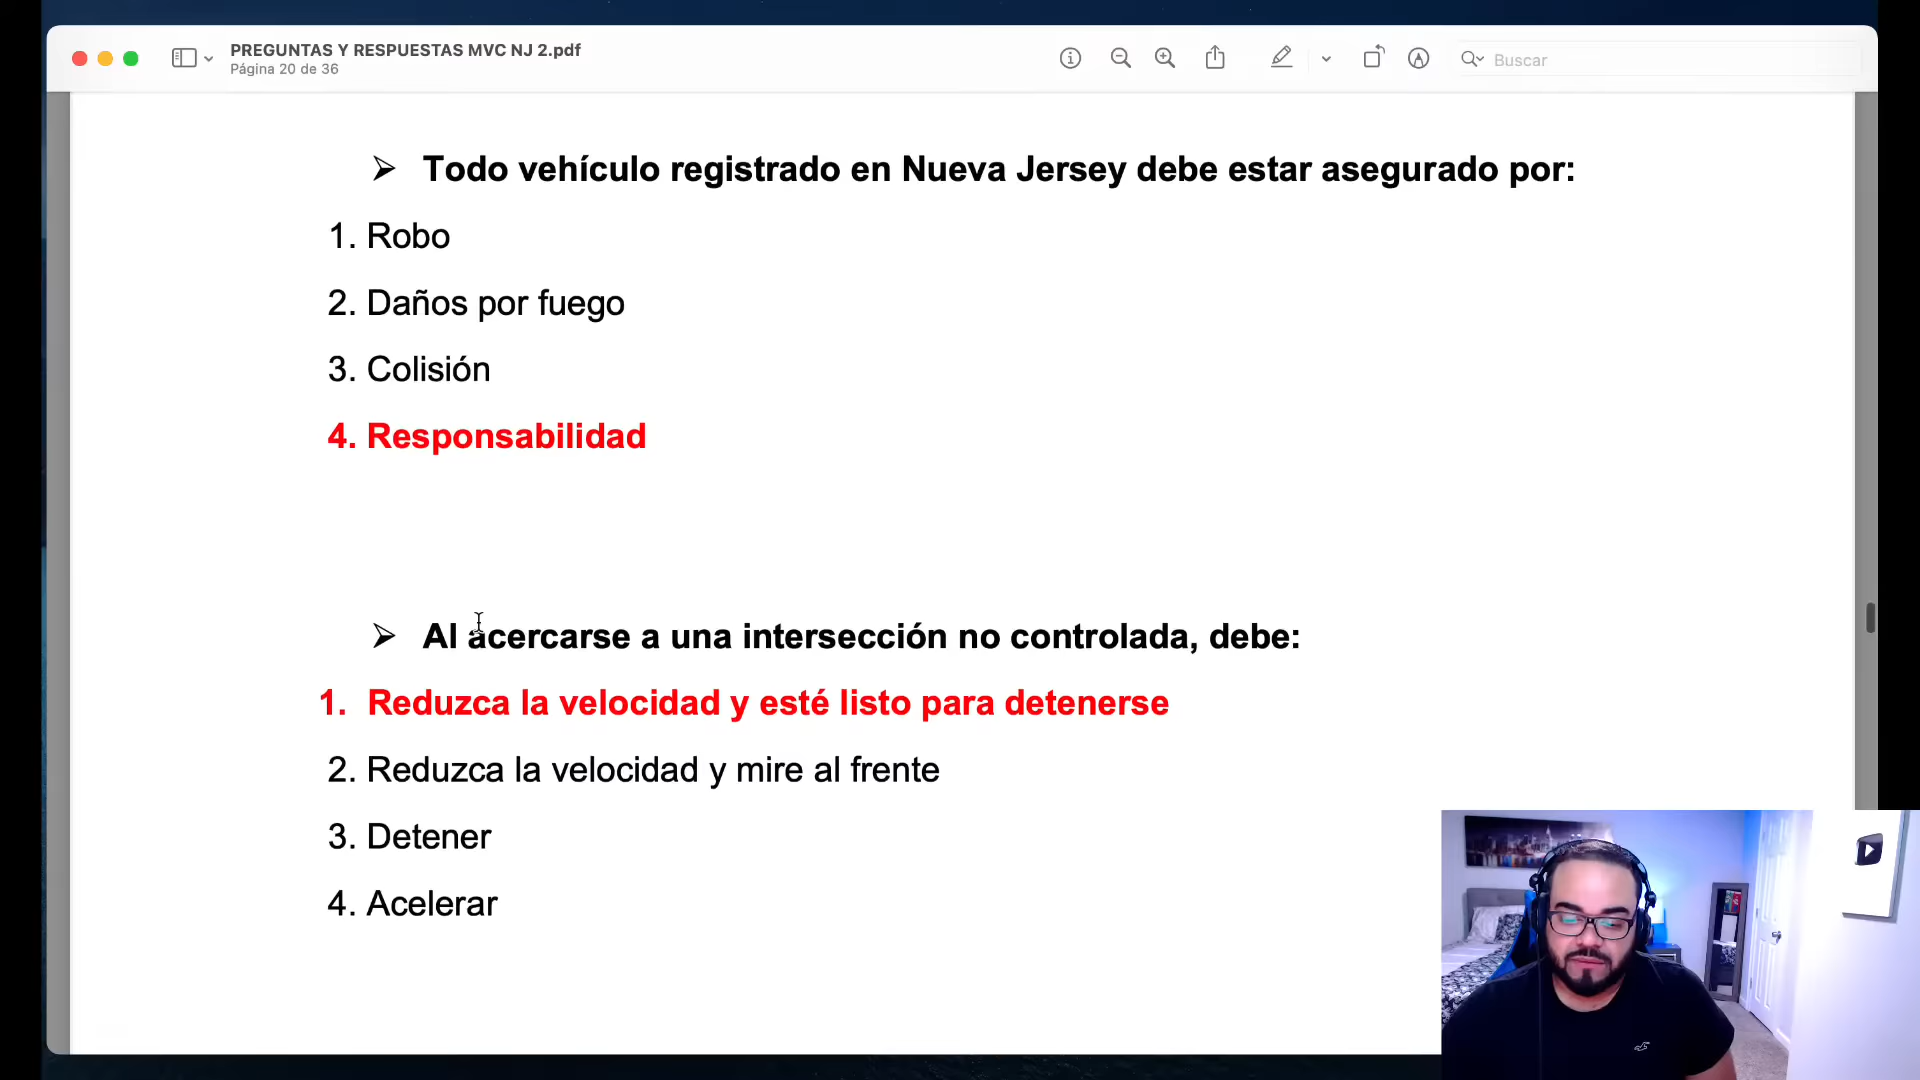 PREGUNTAS Y RESPUESTAS MVC NJ 2.pdf
Página 20 de 36
Buscar
➢ Todo vehículo registrado en Nueva Jersey debe estar asegurado por:
1. Robo
2. Daños por fuego
3. Colisión
4. Responsabilidad
➢ Al acercarse a una intersección no controlada, debe:
1. Reduzca la velocidad y esté listo para detenerse
2. Reduzca la velocidad y mire al frente
3. Detener
4. Acelerar